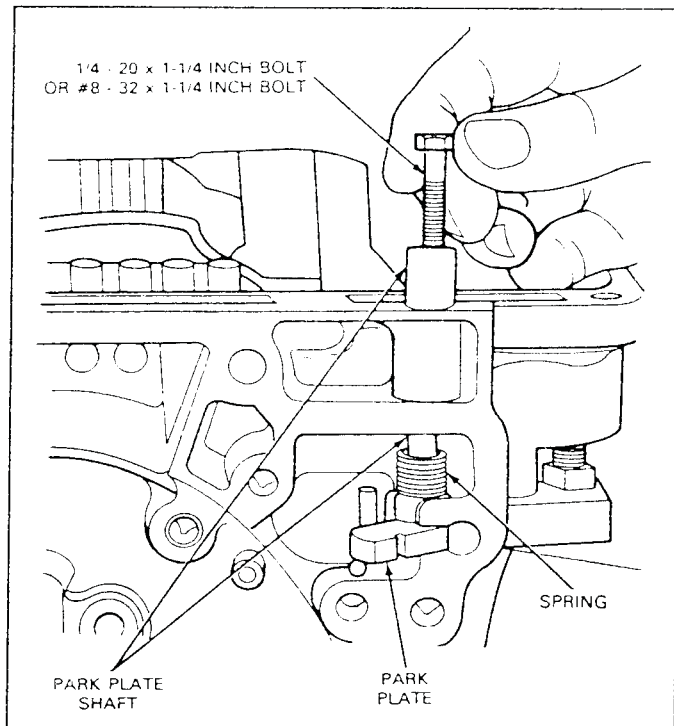 1/4 - 20 x 1-1/4 INCH BOLT
OR #8 - 32 x 1-1/4 INCH BOLT
SPRING
PARK PLATE
SHAFT
PARK
PLATE